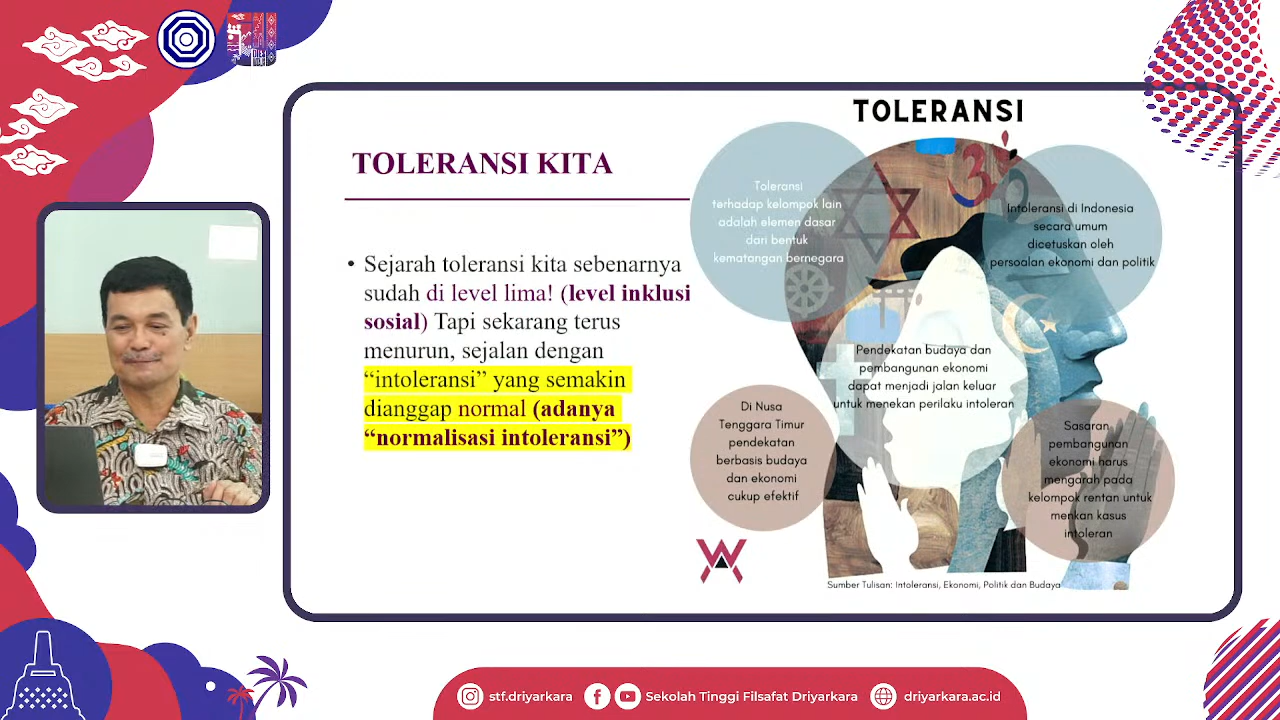 TOLERANSI KITA
• Sejarah toleransi kita sebenarnya
sudah di level lima! (level inklusi
sosial) Tapi sekarang terus
menurun, sejalan dengan
“intoleransi” yang semakin
dianggap normal (adanya
“normalisasi intoleransi”)
TOLERANSI
Toleransi
terhadap kelompok lain
adalah elemen dasar
dari bentuk
kematangan bernegara
Intoleransi di Indonesia
secara umum
dicetuskan oleh
persoalan ekonomi dan politik
Pendekatan budaya dan
pembangunan ekonomi
dapat menjadi jalan keluar
untuk menekan perilaku intoleran
Di Nusa
Tenggara Timur
pendekatan
berbasis budaya
dan ekonomi
cukup efektif
Sasaran
pembangunan
ekonomi harus
mengarah pada
kelompok rentan untuk
menkan kasus
intoleran
Sumber Tulisan: Intoleransi, Ekonomi, Politik dan Budaya
stf.driyarkara
Sekolah Tinggi Filsafat Driyarkara
driyarkara.ac.id